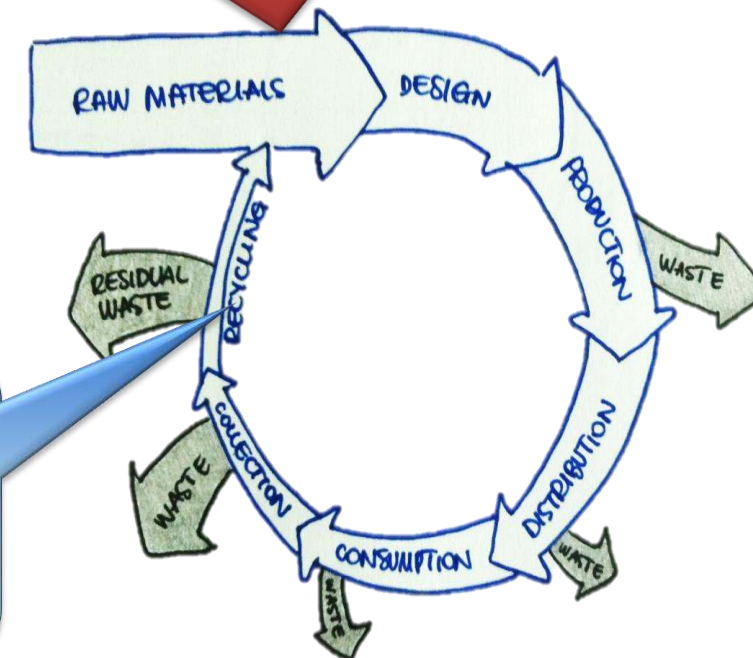 RAW MATERIALS
DESIGN
PRODUCTION
WASTE
DISTRIBUTION
WASTE
CONSUMPTION
WASTE
COLLECTION
WASTE
RECYCLING
RESIDUAL
WASTE